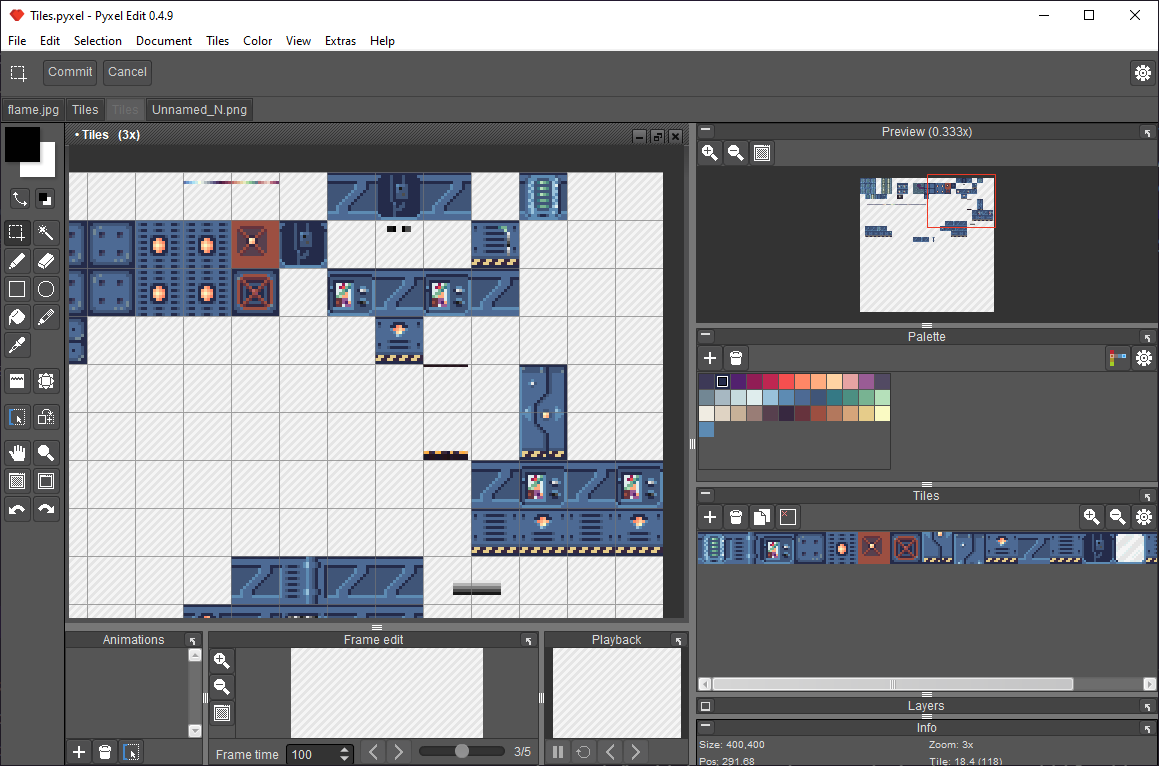 Tiles.pyxel - Pyxel Edit 0.4.9
File Edit Selection Document Tiles Color View Extras Help
Commit Cancel
flame.jpg Tiles Tiles Unnamed_N.png
• Tiles (3x)
Preview (0.333x)
Palette
Tiles
Animations
Frame edit
Playback
Frame time 100
3/5
Layers
Info
Size: 400,400 Zoom: 3x
Pos: 291.68 Tile: 18.4 (118)